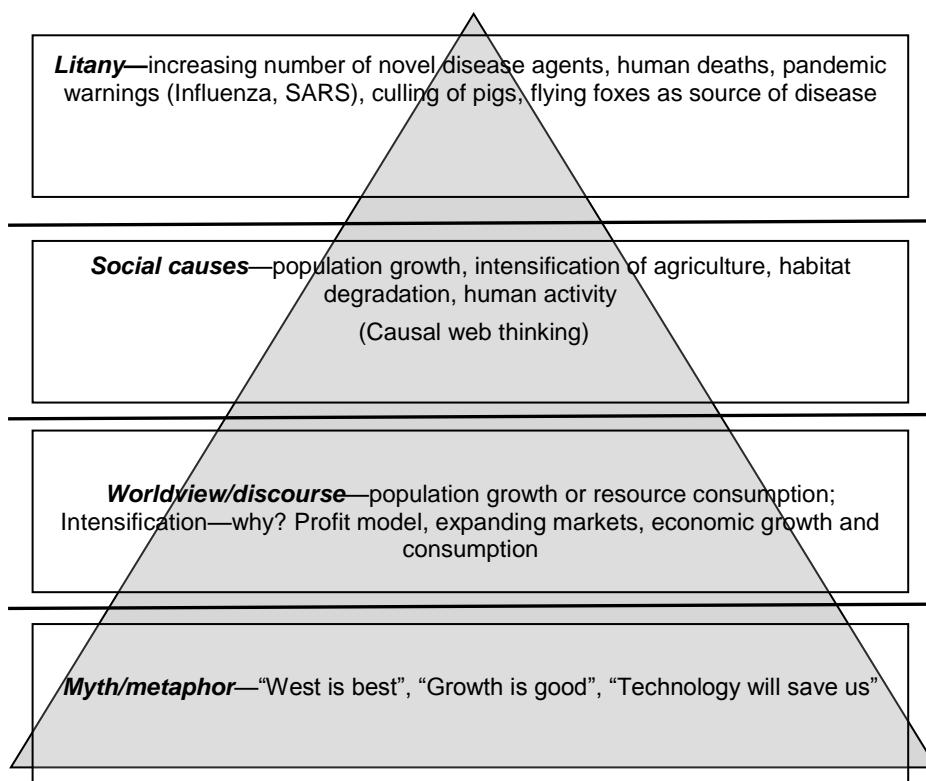 Litany—increasing number of novel disease agents, human deaths, pandemic
warnings (Influenza, SARS), culling of pigs, flying foxes as source of disease
Social causes—population growth, intensification of agriculture, habitat
degradation, human activity
(Causal web thinking)
Worldview/discourse—population growth or resource consumption;
Intensification—why? Profit model, expanding markets, economic growth and
consumption
Myth/metaphor—“West is best”, “Growth is good”, “Technology will save us”